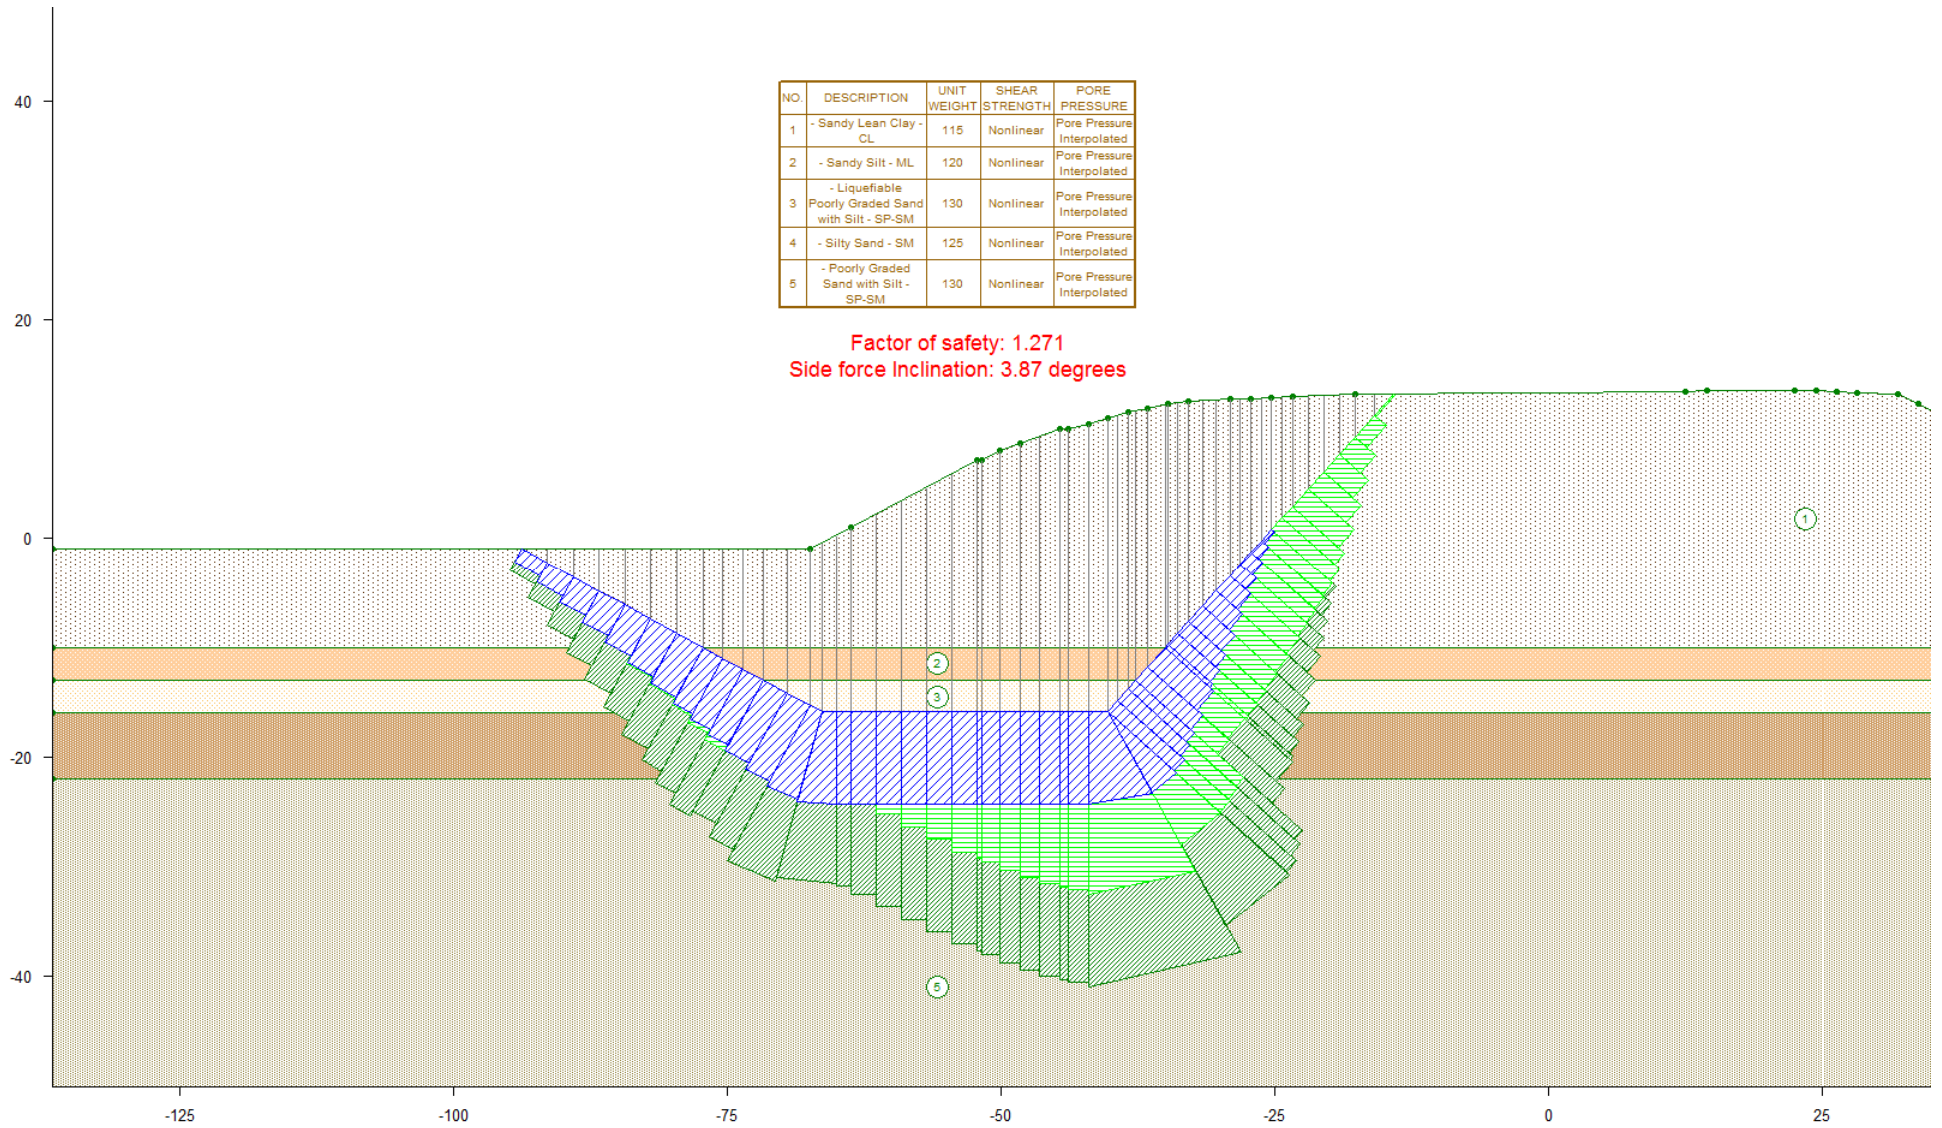 40
20
0
-20
-40
NO. DESCRIPTION UNIT WEIGHT SHEAR STRENGTH PORE PRESSURE
1 - Sandy Lean Clay - CL 115 Nonlinear Pore Pressure Interpolated
2 - Sandy Silt - ML 120 Nonlinear Pore Pressure Interpolated
3 - Liquefiable Poorly Graded Sand with Silt - SP-SM 130 Nonlinear Pore Pressure Interpolated
4 - Silty Sand - SM 125 Nonlinear Pore Pressure Interpolated
5 - Poorly Graded Sand with Silt - SP-SM 130 Nonlinear Pore Pressure Interpolated
Factor of safety: 1.271
Side force Inclination: 3.87 degrees
1
2
3
5
-125 -100 -75 -50 -25 0 25